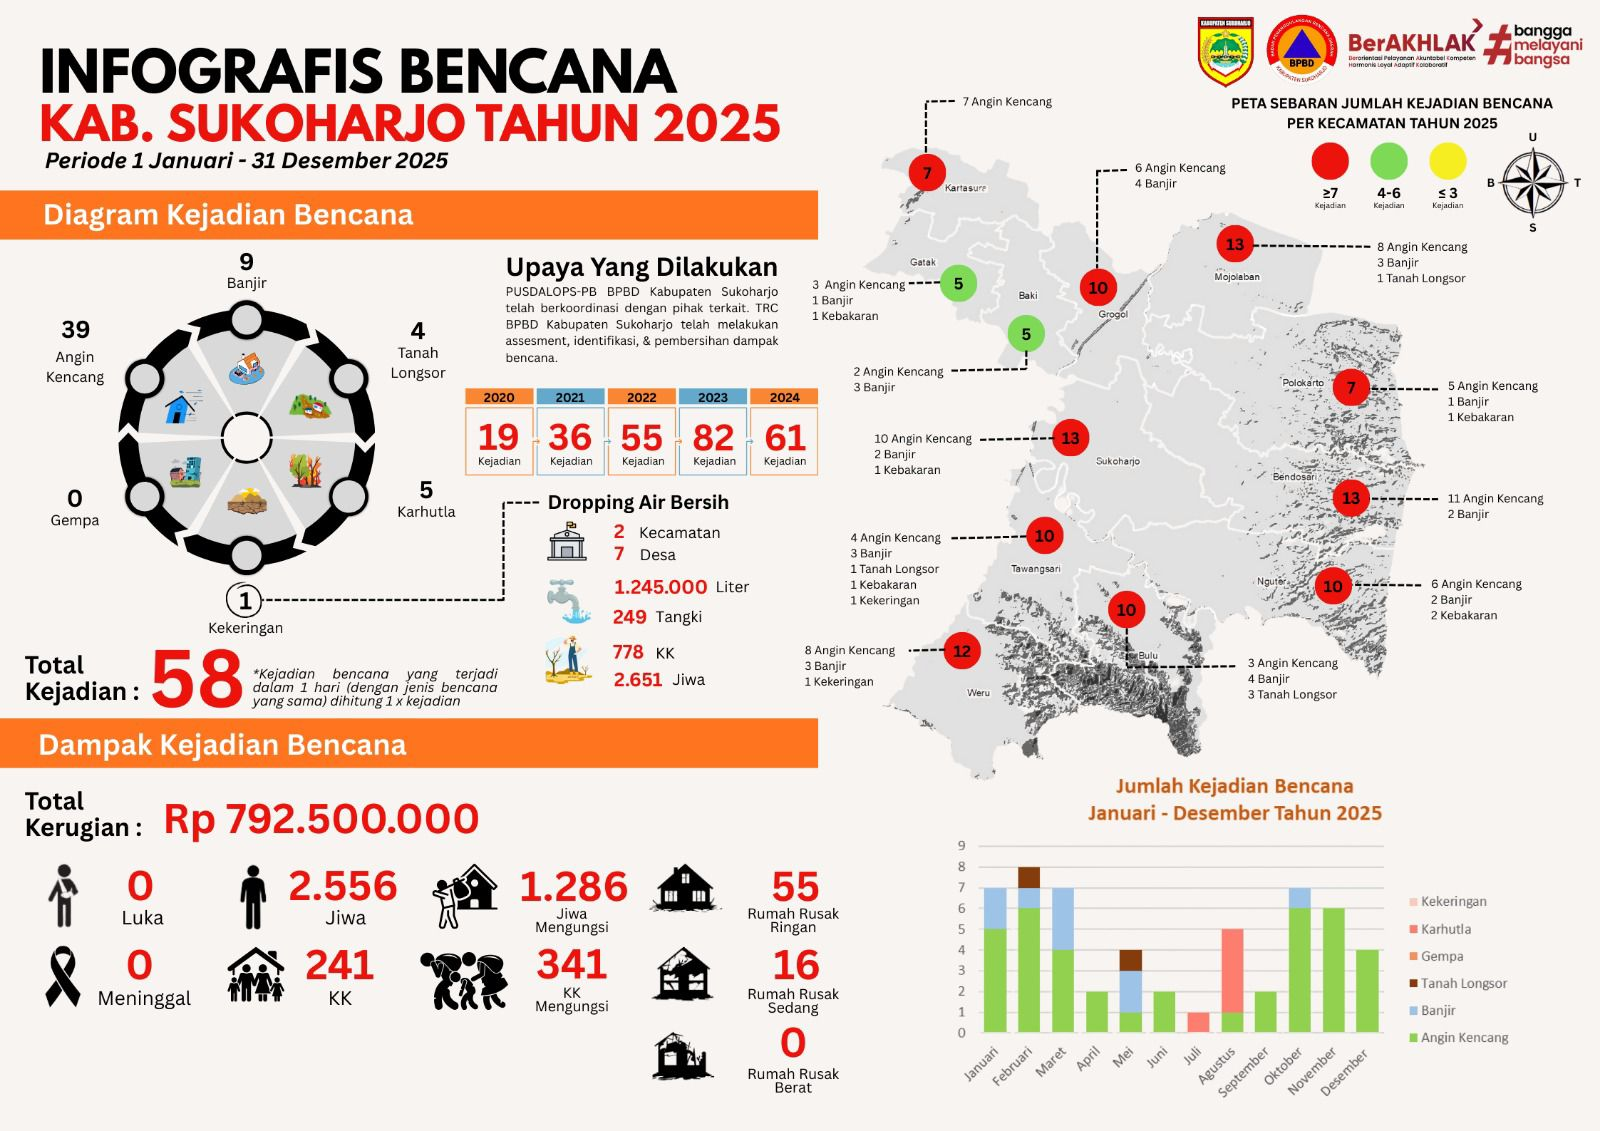 INFOGRAFIS BENCANA
KAB. SUKOHARJO TAHUN 2025
Periode 1 Januari - 31 Desember 2025
KABUPATEN SUKOHARJO
BPBD
KABUPATEN SUKOHARJO
BerAKHLAK
Berorientasi Pelayanan Akuntabel Kompeten
Harmonis Loyal Adaptif Kolaboratif
#bangga
melayani
bangsa
Diagram Kejadian Bencana
9
Banjir
39
Angin
Kencang
4
Tanah
Longsor
0
Gempa
5
Karhutla
1
Kekeringan
Total
Kejadian : 58
*Kejadian bencana yang terjadi
dalam 1 hari (dengan jenis bencana
yang sama) dihitung 1 x kejadian
Upaya Yang Dilakukan
PUSDALOPS-PB BPBD Kabupaten Sukoharjo
telah berkoordinasi dengan pihak terkait. TRC
BPBD Kabupaten Sukoharjo telah melakukan
assesment, identifikasi, & pembersihan dampak
bencana.
2020 2021 2022 2023 2024
19 36 55 82 61
Kejadian Kejadian Kejadian Kejadian Kejadian
Dropping Air Bersih
2 Kecamatan
7 Desa
1.245.000 Liter
249 Tangki
778 KK
2.651 Jiwa
Dampak Kejadian Bencana
Total
Kerugian : Rp 792.500.000
0
Luka
2.556
Jiwa
1.286
Jiwa
Mengungsi
55
Rumah Rusak
Ringan
0
Meninggal
241
KK
341
KK
Mengungsi
16
Rumah Rusak
Sedang
0
Rumah Rusak
Berat
PETA SEBARAN JUMLAH KEJADIAN BENCANA
PER KECAMATAN TAHUN 2025
≥7
Kejadian
4-6
Kejadian
≤ 3
Kejadian
U
B T
S
7 Angin Kencang
7
Kartasura
6 Angin Kencang
4 Banjir
10
Grogol
13
Mojolaban
8 Angin Kencang
3 Banjir
1 Tanah Longsor
Gatak
5
3 Angin Kencang
1 Banjir
1 Kebakaran
Baki
5
2 Angin Kencang
3 Banjir
Polokarto
7
5 Angin Kencang
1 Banjir
1 Kebakaran
10 Angin Kencang
2 Banjir
1 Kebakaran
13
Sukoharjo
Bendosari
13
11 Angin Kencang
2 Banjir
4 Angin Kencang
3 Banjir
1 Tanah Longsor
1 Kebakaran
1 Kekeringan
10
Tawangsari
Nguter
10
6 Angin Kencang
2 Banjir
2 Kebakaran
10
Bulu
3 Angin Kencang
4 Banjir
3 Tanah Longsor
8 Angin Kencang
3 Banjir
1 Kekeringan
12
Weru
Jumlah Kejadian Bencana
Januari - Desember Tahun 2025
9
8
7
6
5
4
3
2
1
0
Januari
Februari
Maret
April
Mei
Juni
Juli
Agustus
September
Oktober
November
Desember
Kekeringan
Karhutla
Gempa
Tanah Longsor
Banjir
Angin Kencang